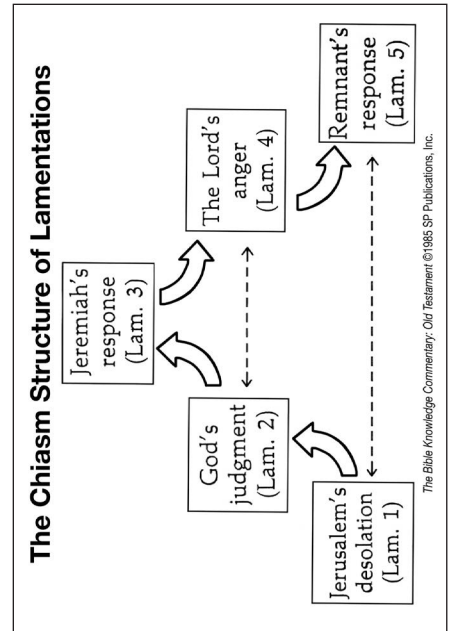 The Chiasm Structure of Lamentations
Jeremiah's
response
(Lam. 3)
God's
judgment
(Lam. 2)
The Lord's
anger
(Lam. 4)
Jerusalem's
desolation
(Lam. 1)
Remnant's
response
(Lam. 5)
The Bible Knowledge Commentary: Old Testament ©1985 SP Publications, Inc.